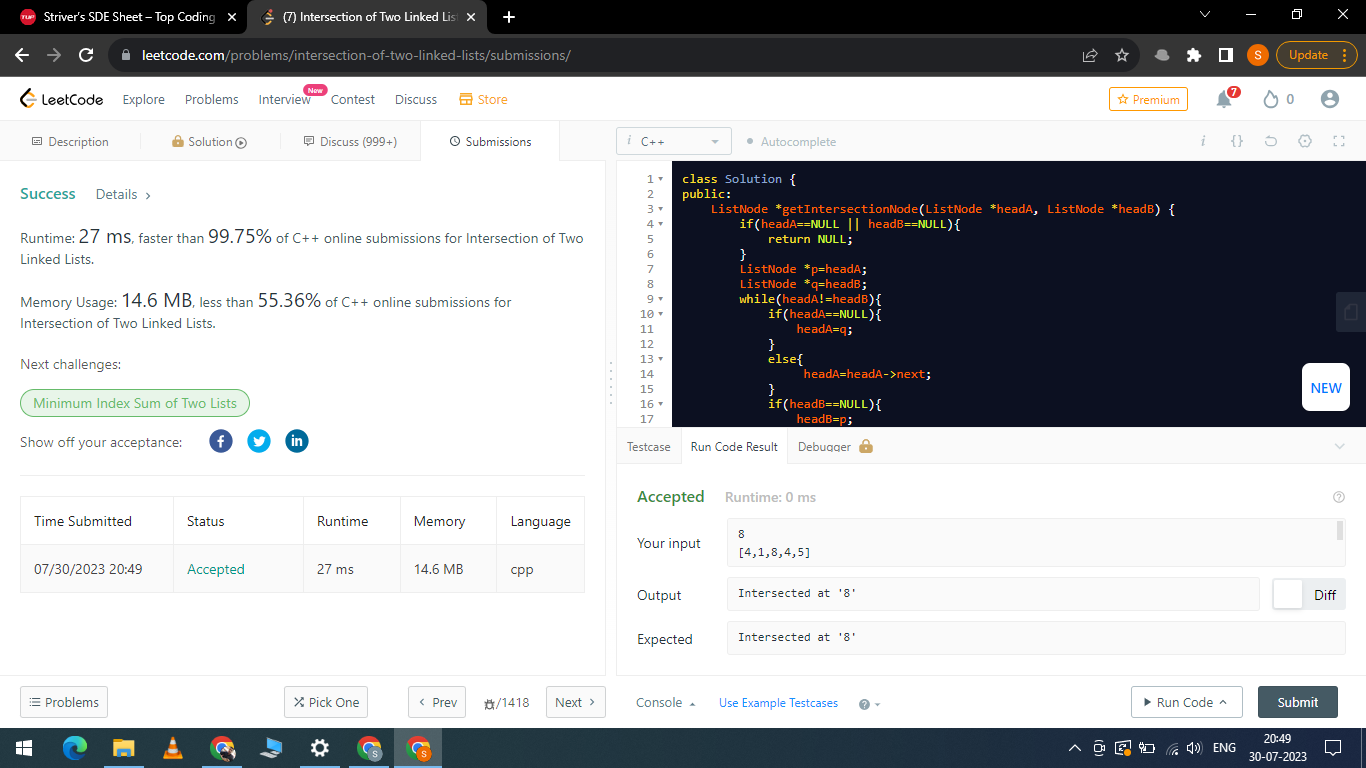 Striver's SDE Sheet – Top Coding
(7) Intersection of Two Linked Lis
leetcode.com/problems/intersection-of-two-linked-lists/submissions/
S
Update
LeetCode
Explore
Problems
Interview
New
Contest
Discuss
Store
Premium
7
0
Description
Solution
Discuss (999+)
Submissions
i C++
Autocomplete
Success
Details
Runtime: 27 ms, faster than 99.75% of C++ online submissions for Intersection of Two
Linked Lists.
Memory Usage: 14.6 MB, less than 55.36% of C++ online submissions for
Intersection of Two Linked Lists.
Next challenges:
Minimum Index Sum of Two Lists
Show off your acceptance:
Time Submitted Status Runtime Memory Language
07/30/2023 20:49 Accepted 27 ms 14.6 MB cpp
1 class Solution {
2 public:
3 ListNode *getIntersectionNode(ListNode *headA, ListNode *headB) {
4 if(headA==NULL || headB==NULL){
5 return NULL;
6 }
7 ListNode *p=headA;
8 ListNode *q=headB;
9 while(headA!=headB){
10 if(headA==NULL){
11 headA=q;
12 }
13 else{
14 headA=headA->next;
15 }
16 if(headB==NULL){
17 headB=p;
NEW
Testcase
Run Code Result
Debugger
Accepted
Runtime: 0 ms
Your input
8
[4,1,8,4,5]
Output
Intersected at '8'
Diff
Expected
Intersected at '8'
Problems
Pick One
Prev
/1418
Next
Console
Use Example Testcases
Run Code
Submit
ENG
20:49
30-07-2023